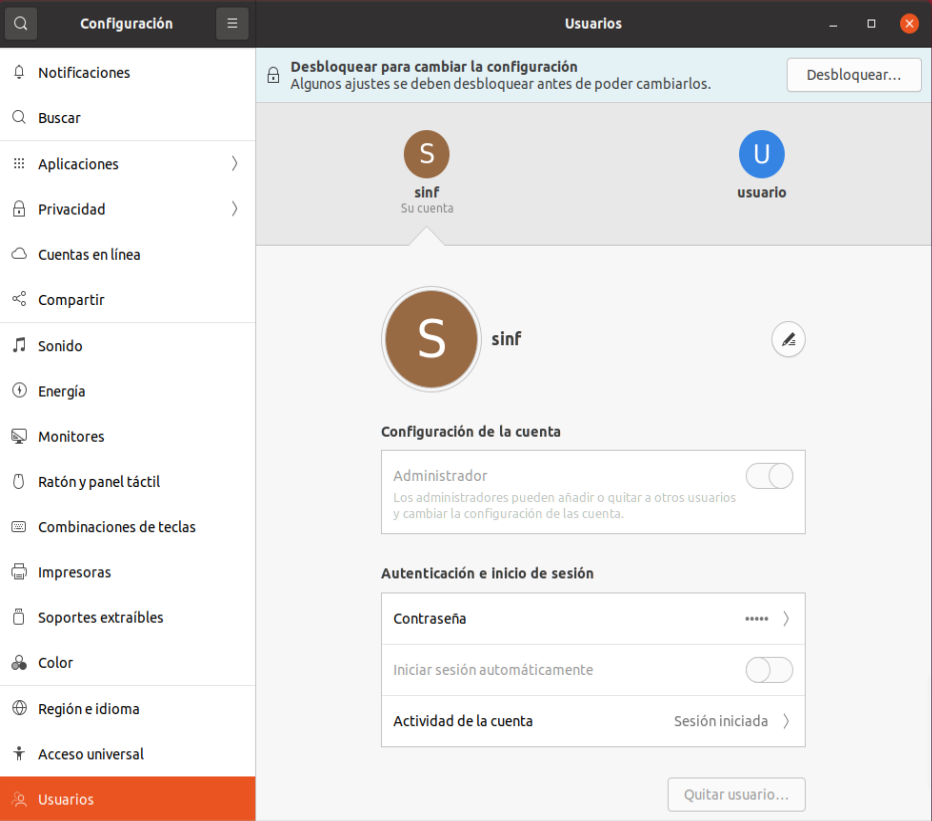 Configuración
Usuarios
Notificaciones
Buscar
Aplicaciones
Privacidad
Cuentas en línea
Compartir
Sonido
Energía
Monitores
Ratón y panel táctil
Combinaciones de teclas
Impresoras
Soportes extraíbles
Color
Región e idioma
Acceso universal
Usuarios
Desbloquear para cambiar la configuración
Algunos ajustes se deben desbloquear antes de poder cambiarlos.
Desbloquear…
S
sinf
Su cuenta
U
usuario
S
sinf
Configuración de la cuenta
Administrador
Los administradores pueden añadir o quitar a otros usuarios
y cambiar la configuración de las cuenta.
Autenticación e inicio de sesión
Contraseña •••••
Iniciar sesión automáticamente
Actividad de la cuenta Sesión iniciada
Quitar usuario…